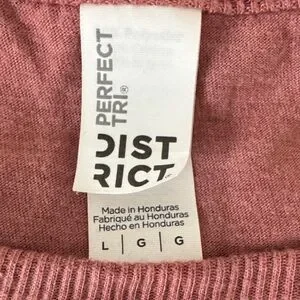 PERFECT
TRI®
DIST
RICT
Made in Honduras
Fabriqué au Honduras
Hecho en Honduras
L | G | G